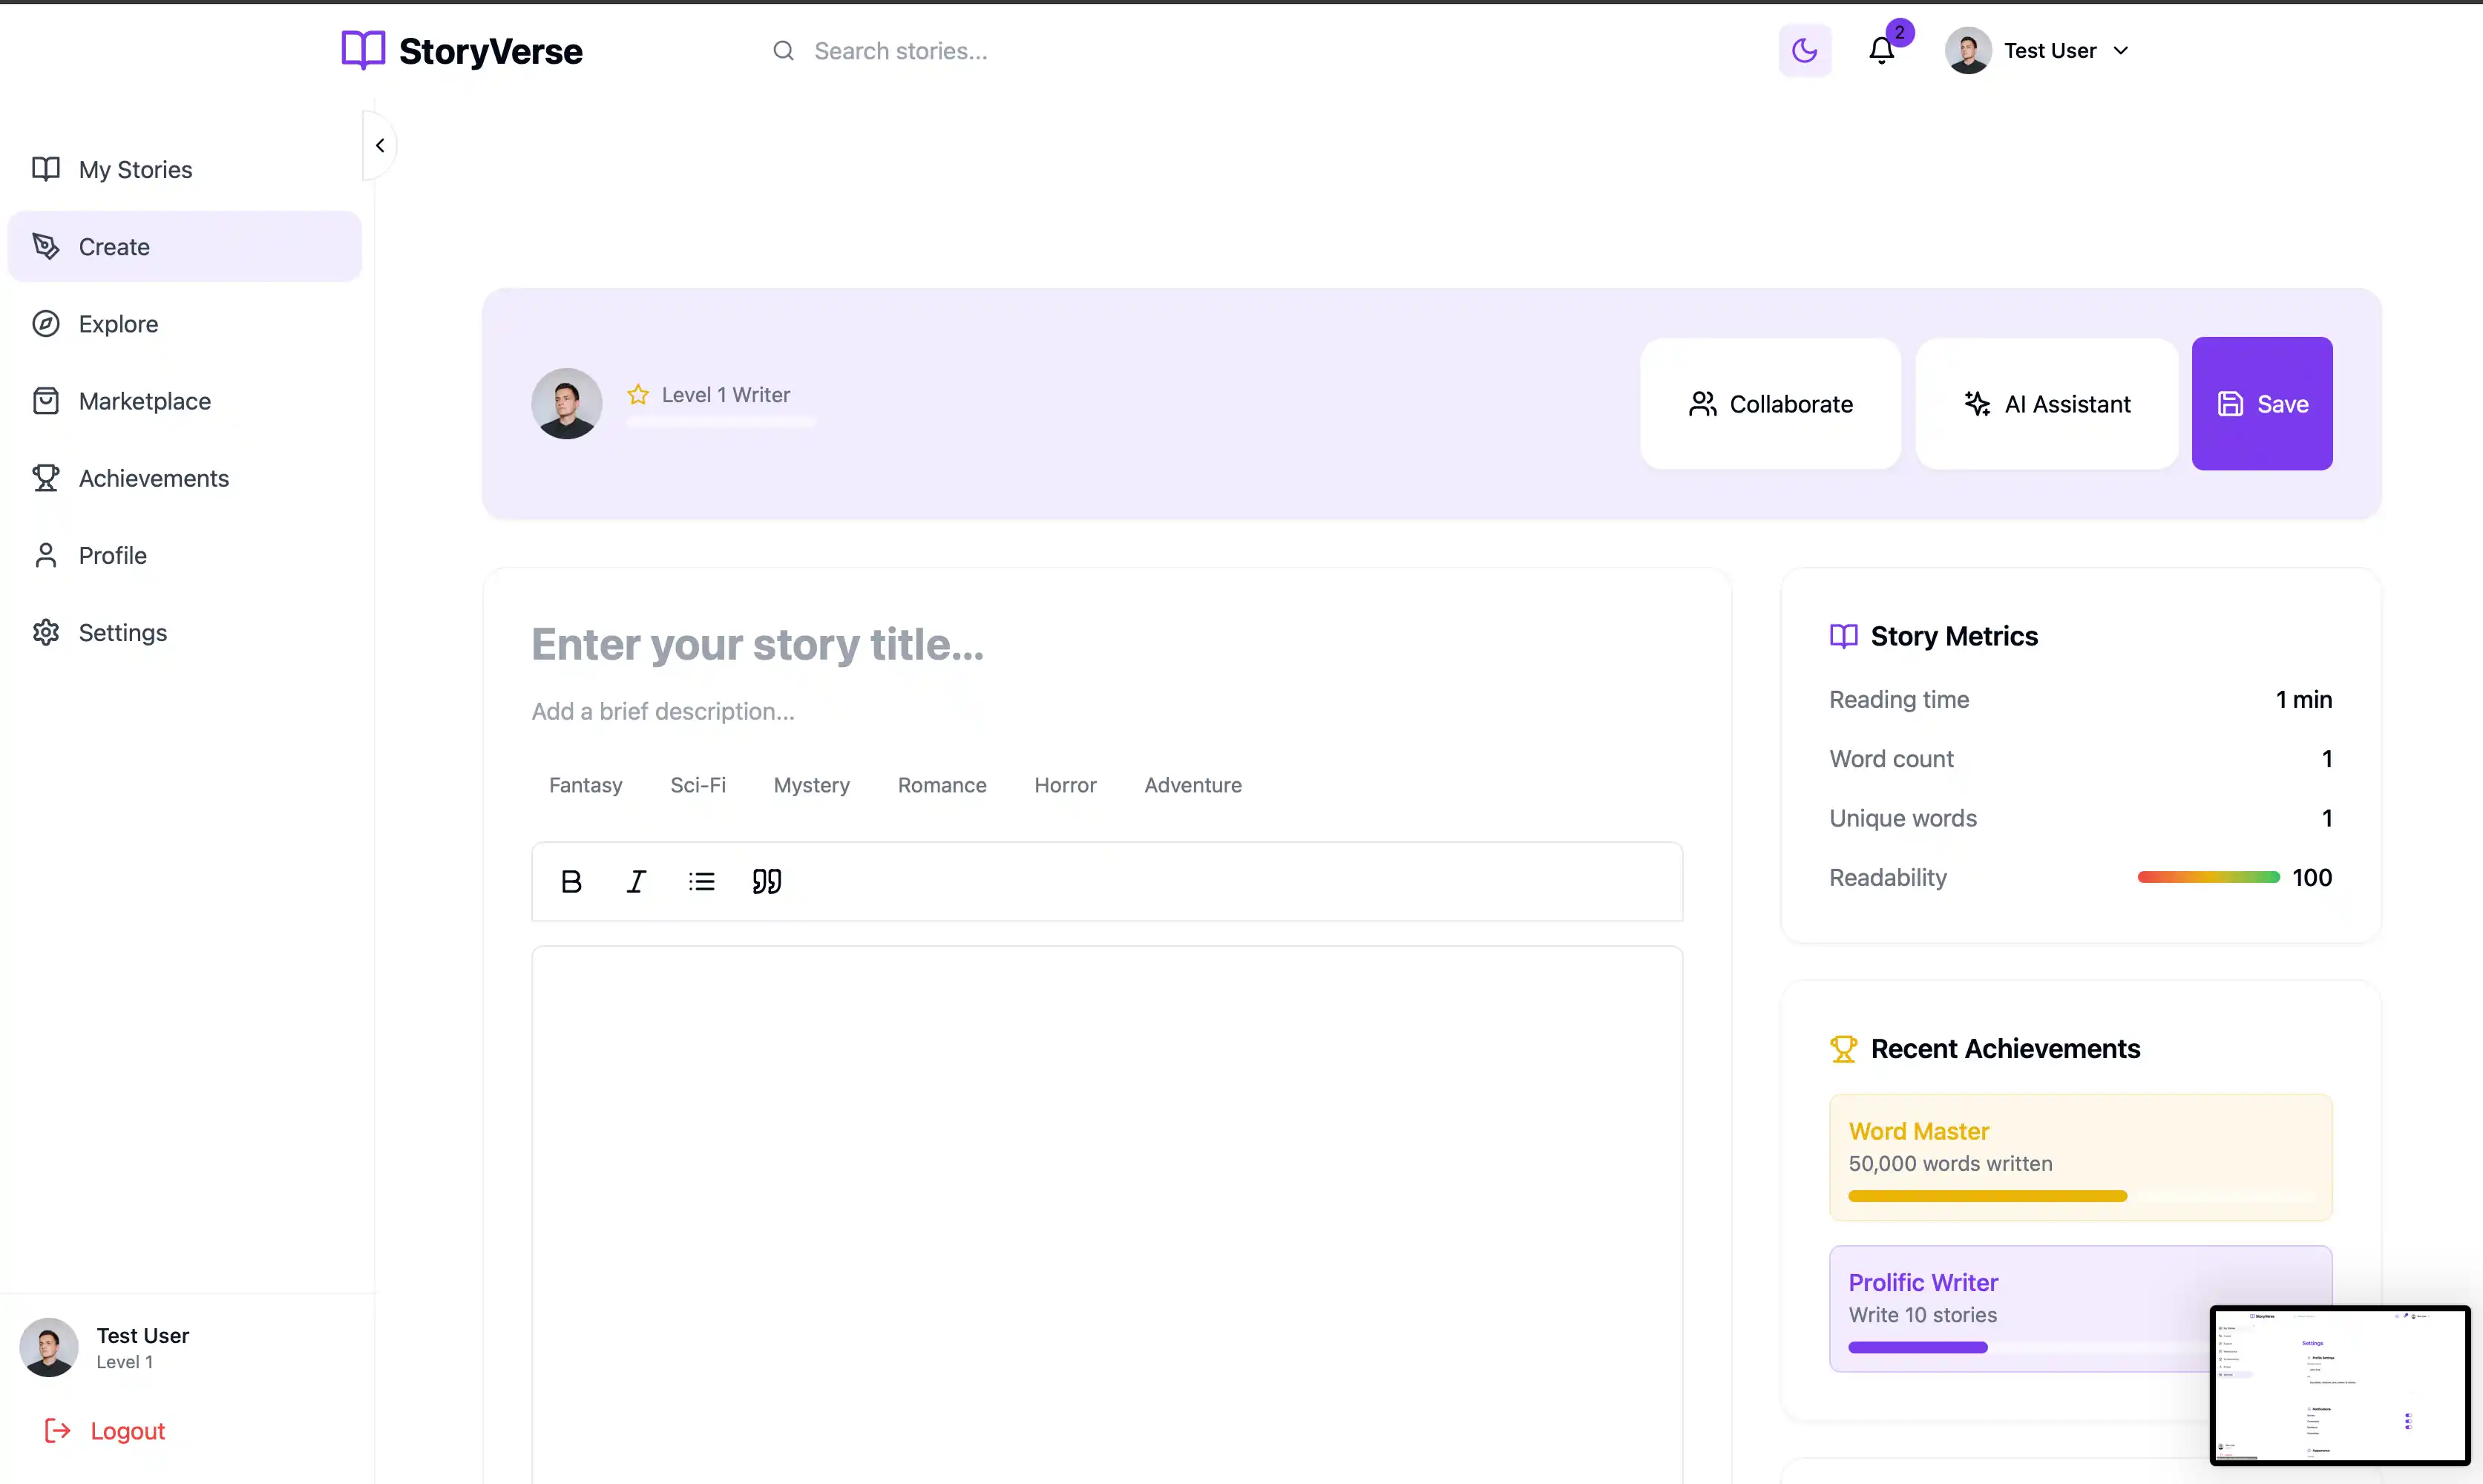 StoryVerse
Search stories...
2
Test User
My Stories
Create
Explore
Marketplace
Achievements
Profile
Settings
Level 1 Writer
Collaborate
AI Assistant
Save
Enter your story title...
Add a brief description...
Fantasy
Sci-Fi
Mystery
Romance
Horror
Adventure
B
I
Story Metrics
Reading time
1 min
Word count
1
Unique words
1
Readability
100
Recent Achievements
Word Master
50,000 words written
Prolific Writer
Write 10 stories
Test User
Level 1
Logout
StoryVerse
Settings